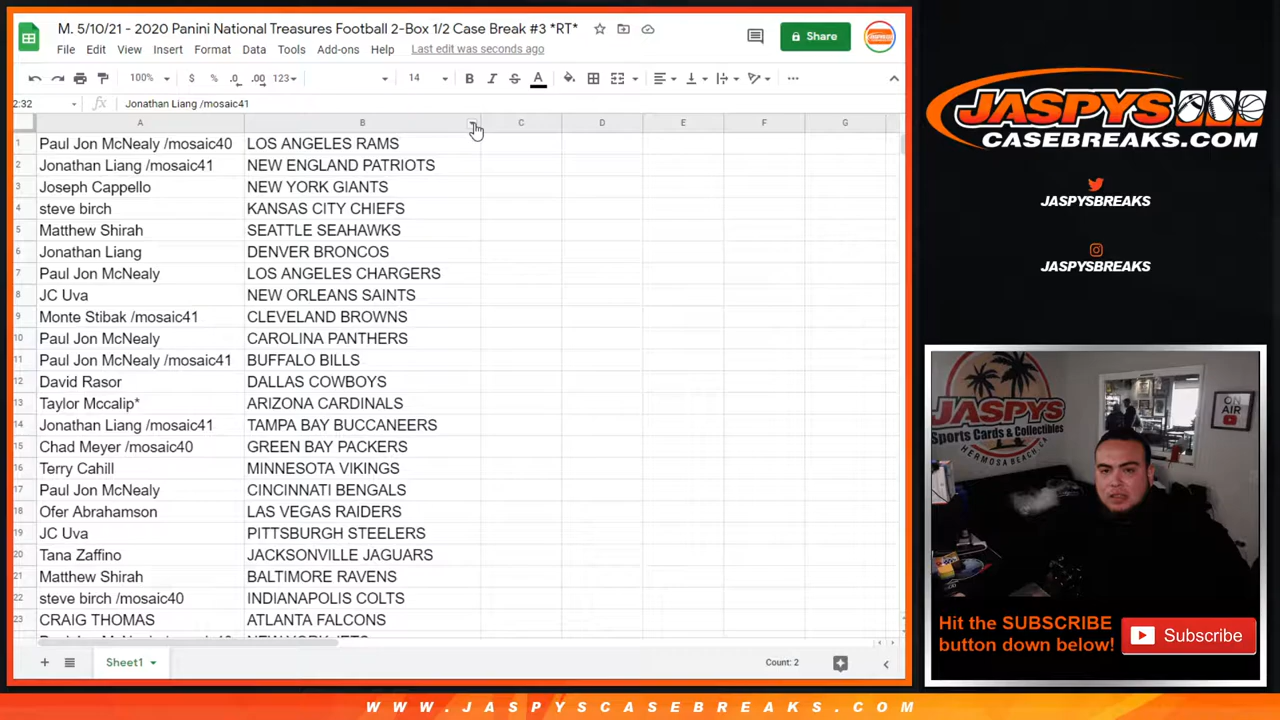 M. 5/10/21 - 2020 Panini National Treasures Football 2-Box 1/2 Case Break #3 *RT*
File Edit View Insert Format Data Tools Add-ons Help Last edit was seconds ago
Share
100% $ % .0 .00 123 14 B I S A
2:32 fx Jonathan Liang /mosaic41
A B C D E F G
1 Paul Jon McNealy /mosaic40 LOS ANGELES RAMS
2 Jonathan Liang /mosaic41 NEW ENGLAND PATRIOTS
3 Joseph Cappello NEW YORK GIANTS
4 steve birch KANSAS CITY CHIEFS
5 Matthew Shirah SEATTLE SEAHAWKS
6 Jonathan Liang DENVER BRONCOS
7 Paul Jon McNealy LOS ANGELES CHARGERS
8 JC Uva NEW ORLEANS SAINTS
9 Monte Stibak /mosaic41 CLEVELAND BROWNS
10 Paul Jon McNealy CAROLINA PANTHERS
11 Paul Jon McNealy /mosaic41 BUFFALO BILLS
12 David Rasor DALLAS COWBOYS
13 Taylor Mccalip* ARIZONA CARDINALS
14 Jonathan Liang /mosaic41 TAMPA BAY BUCCANEERS
15 Chad Meyer /mosaic40 GREEN BAY PACKERS
16 Terry Cahill MINNESOTA VIKINGS
17 Paul Jon McNealy CINCINNATI BENGALS
18 Ofer Abrahamson LAS VEGAS RAIDERS
19 JC Uva PITTSBURGH STEELERS
20 Tana Zaffino JACKSONVILLE JAGUARS
21 Matthew Shirah BALTIMORE RAVENS
22 steve birch /mosaic40 INDIANAPOLIS COLTS
23 CRAIG THOMAS ATLANTA FALCONS
NEW YORK JETS
Sheet1 Count: 2
JASPYS
CASEBREAKS.COM
JASPYSBREAKS
JASPYSBREAKS
JASPYS
Sports Cards & Collectibles
HERMOSA BEACH, CA
ON
AIR
Hit the SUBSCRIBE
button down below!
Subscribe
WWW.JASPYSCASEBREAKS.COM